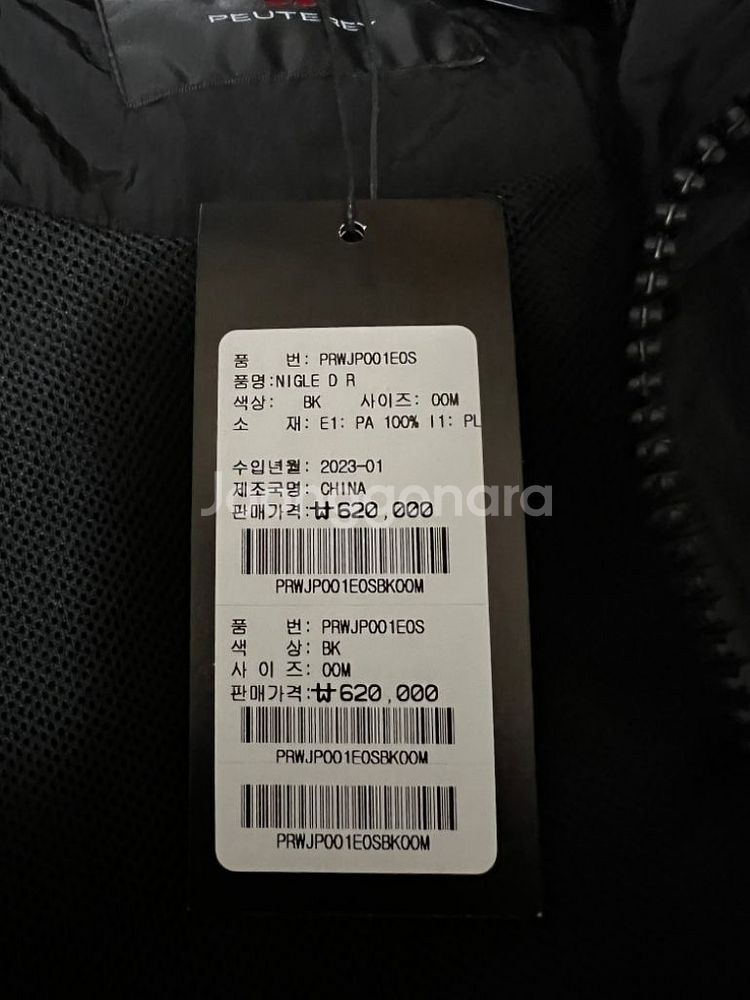 PEUTEREY
품 번: PRWJP001E0S
품명:NIGLE D R
색상: BK 사이즈: 00M
소 재: E1: PA 100% I1: PL
수입년월: 2023-01
제조국명: CHINA
판매가격:₩620,000
Joonggonara
PRWJP001E0SBK00M
품 번: PRWJP001E0S
색 상: BK
사 이 즈: 00M
판매가격:₩620,000
PRWJP001E0SBK00M
PRWJP001E0SBK00M